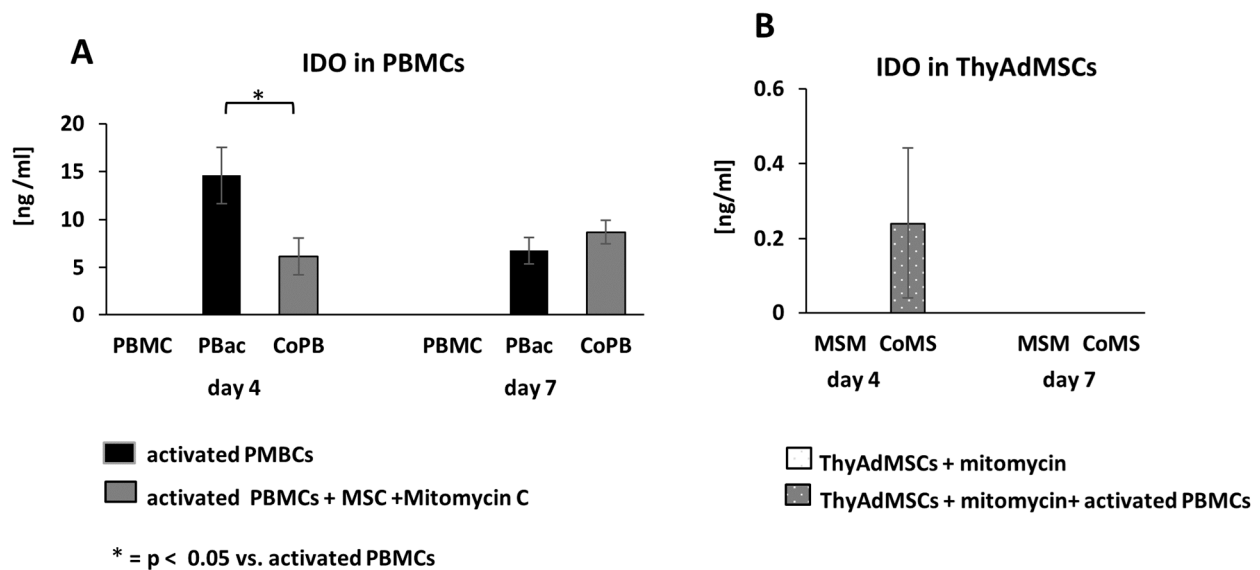 A
IDO in PBMCs
*
[ng /ml]
20
15
10
5
0
PBMC PBac CoPB PBMC PBac CoPB
day 4 day 7
activated PMBCs
activated PBMCs + MSC +Mitomycin C
* = p < 0.05 vs. activated PBMCs
B
IDO in ThyAdMSCs
[ng/ml]
0.6
0.4
0.2
0
MSM CoMS MSM CoMS
day 4 day 7
ThyAdMSCs + mitomycin
ThyAdMSCs + mitomycin+ activated PBMCs